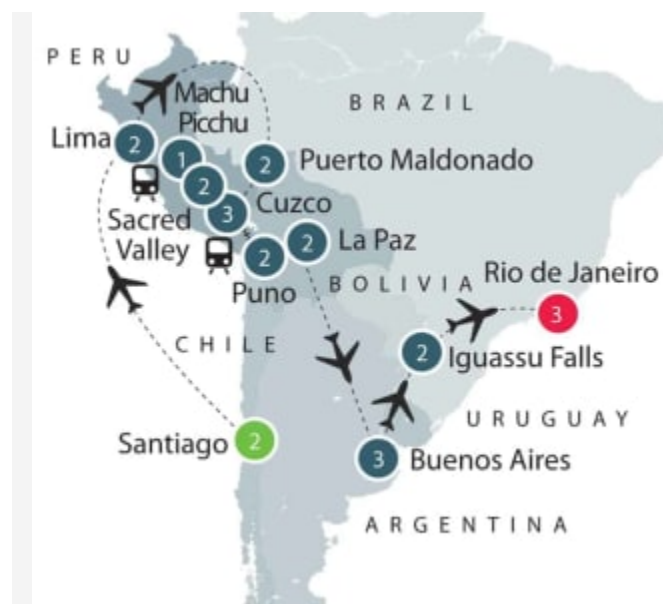 PERU
Machu
Picchu
BRAZIL
Lima
2
1
2
Puerto Maldonado
2
3
Cuzco
Sacred
Valley
2
La Paz
2
Puno
BOLIVIA
Rio de Janeiro
3
CHILE
2
Iguassu Falls
URUGUAY
Santiago
2
3
Buenos Aires
ARGENTINA